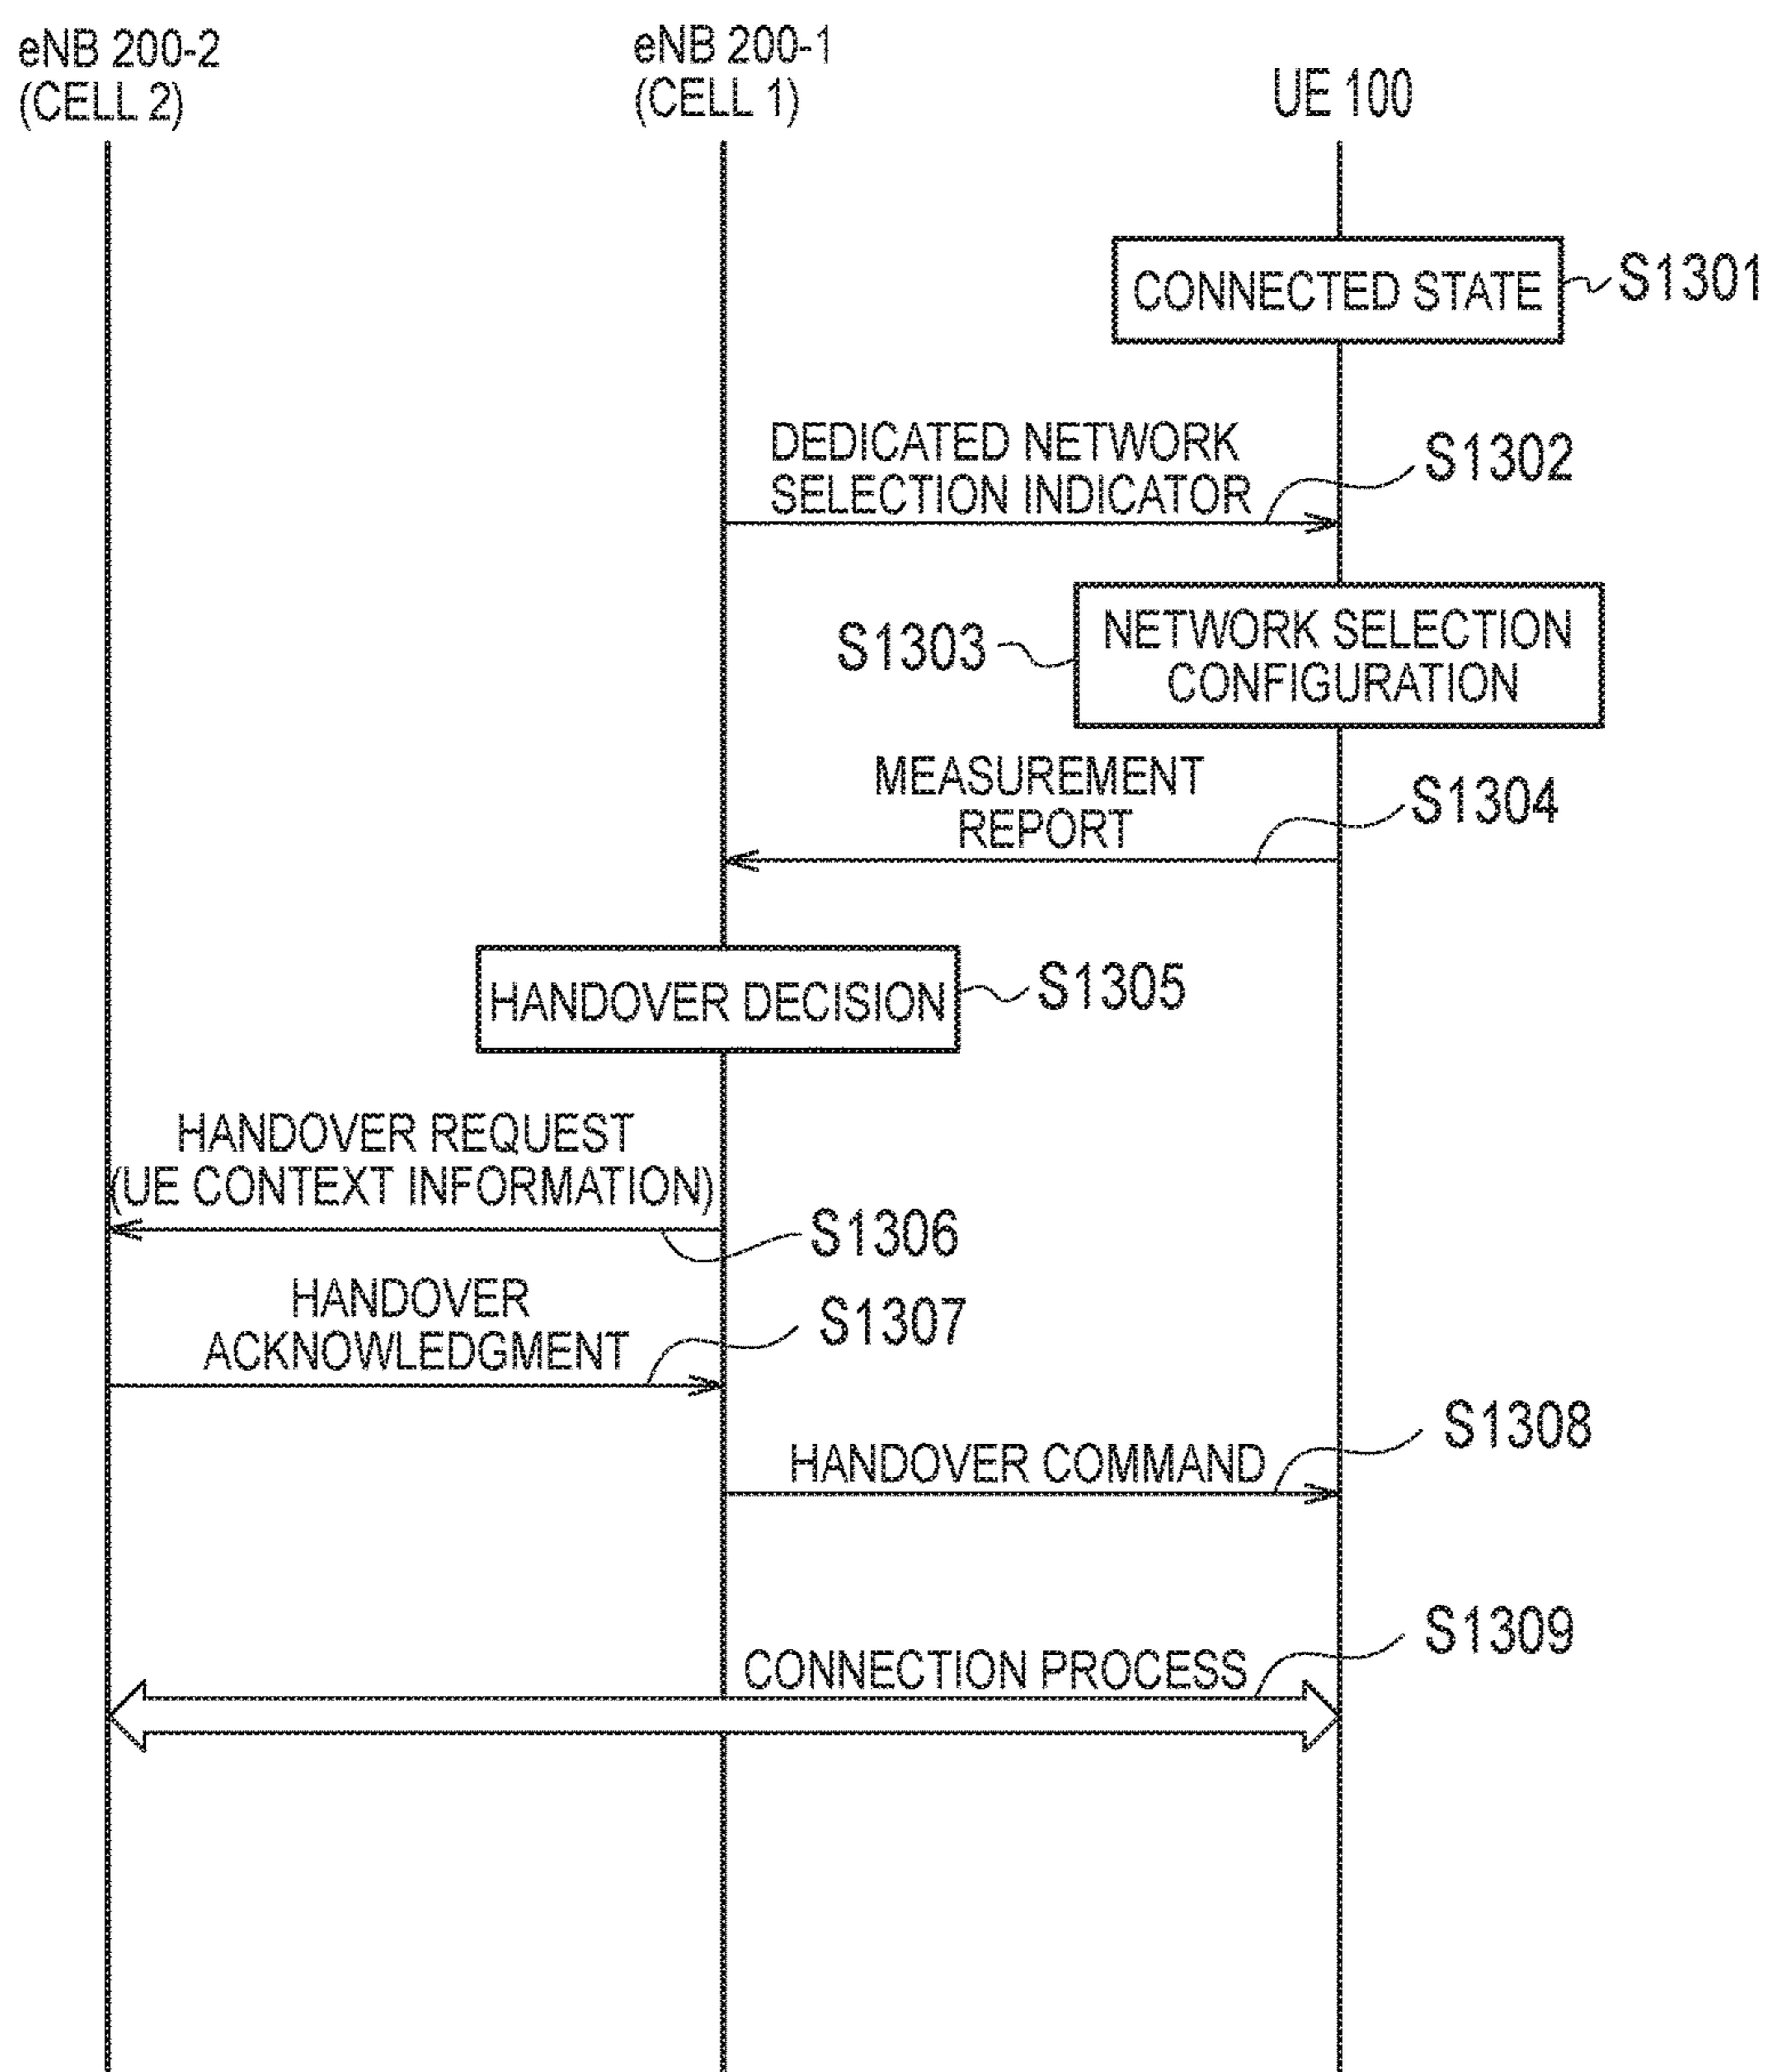 eNB 200-2
(CELL 2)
eNB 200-1
(CELL 1)
UE 100
CONNECTED STATE
S1301
DEDICATED NETWORK
SELECTION INDICATOR
S1302
NETWORK SELECTION
CONFIGURATION
S1303
MEASUREMENT
REPORT
S1304
HANDOVER DECISION
S1305
HANDOVER REQUEST
(UE CONTEXT INFORMATION)
S1306
HANDOVER
ACKNOWLEDGMENT
S1307
HANDOVER COMMAND
S1308
CONNECTION PROCESS
S1309